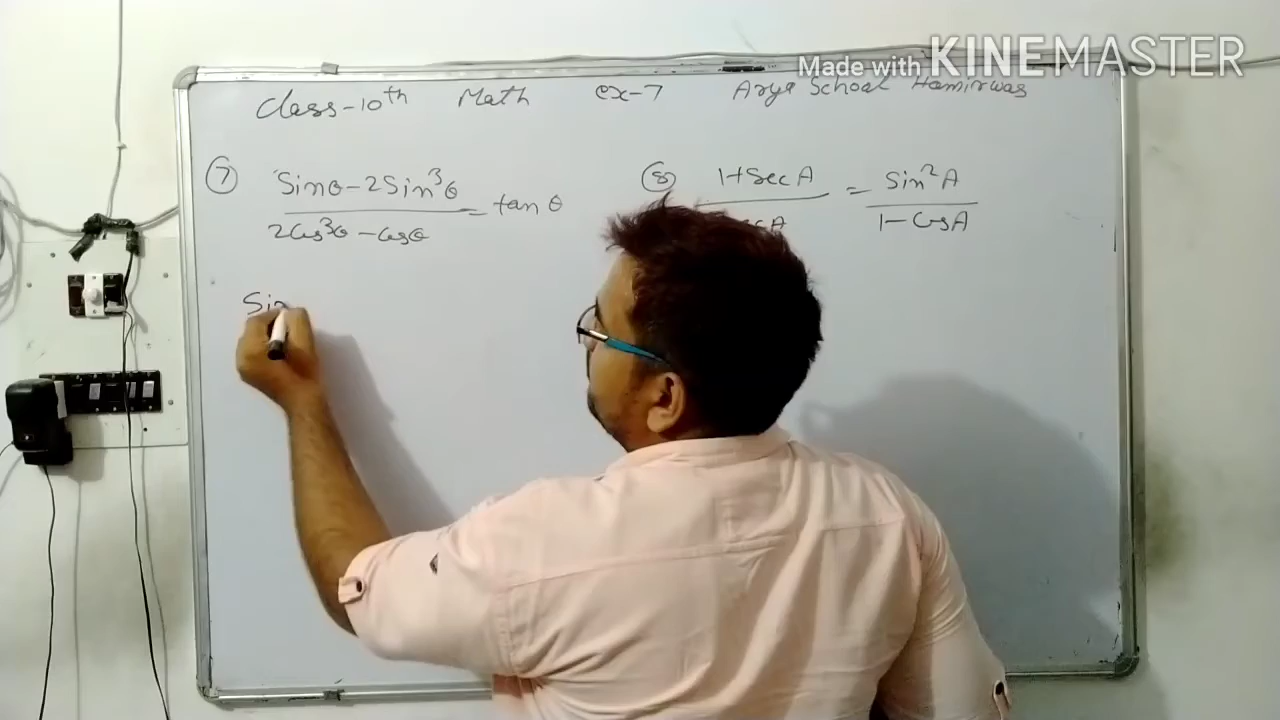 Made with KINEMASTER
Class-10th Math ex-7 Arya School Hamirwas
⑦ Sinθ-2Sin³θ / 2Cos³θ-Cosθ = tanθ
⑧ 1+SecA / SecA = Sin²A / 1-CosA
Sin